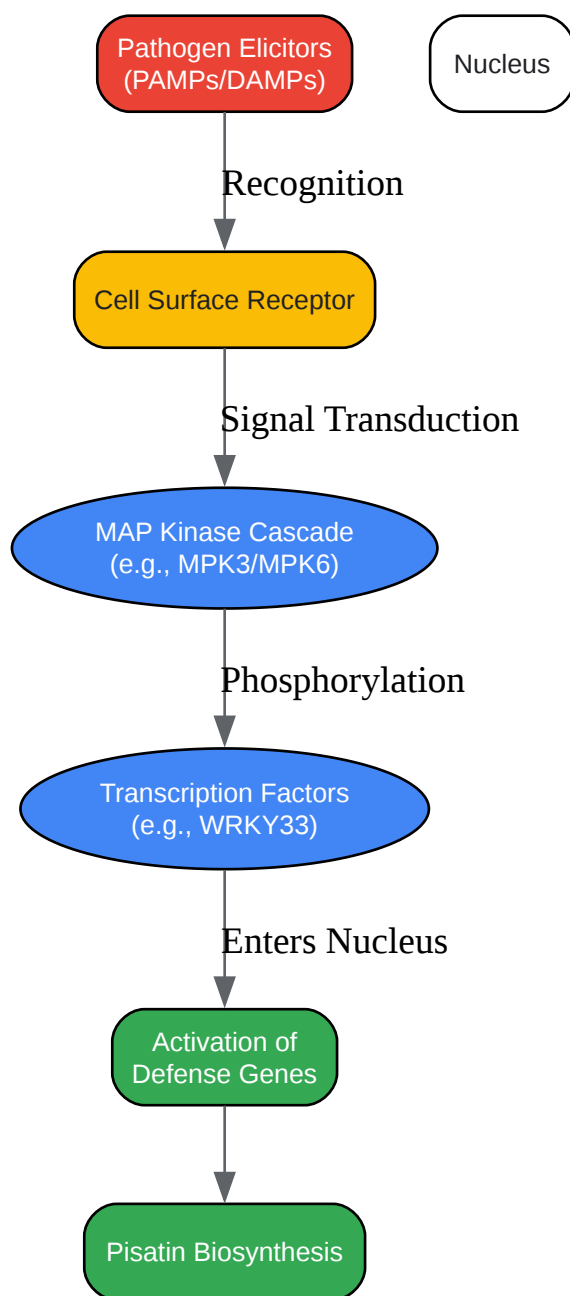 Pathogen Elicitors
(PAMPs/DAMPs)
Nucleus
Recognition
Cell Surface Receptor
Signal Transduction
MAP Kinase Cascade
(e.g., MPK3/MPK6)
Phosphorylation
Transcription Factors
(e.g., WRKY33)
Enters Nucleus
Activation of
Defense Genes
Pisatin Biosynthesis